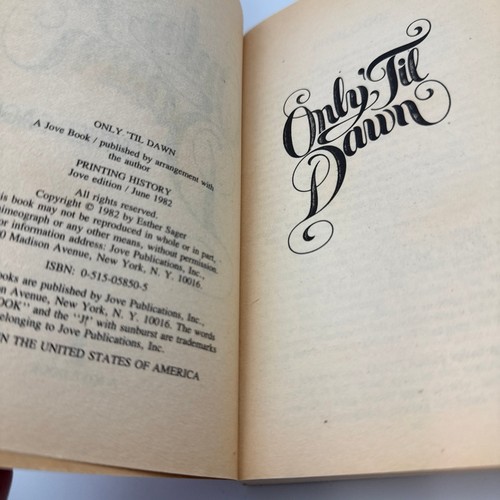 ONLY 'TIL DAWN
A Jove Book / published by arrangement with
the author
PRINTING HISTORY
Jove edition / June 1982
All rights reserved.
Copyright © 1982 by Esther Sager
book may not be reproduced in whole or in part,
mimeograph or any other means, without permission.
or information address: Jove Publications, Inc.,
0 Madison Avenue, New York, N. Y. 10016.
ISBN: 0-515-05850-5
ooks are published by Jove Publications, Inc.,
n Avenue, New York, N. Y. 10016. The words
OOK" and the "J" with sunburst are trademarks
elonging to Jove Publications, Inc.
IN THE UNITED STATES OF AMERICA
Only 'Til
Dawn